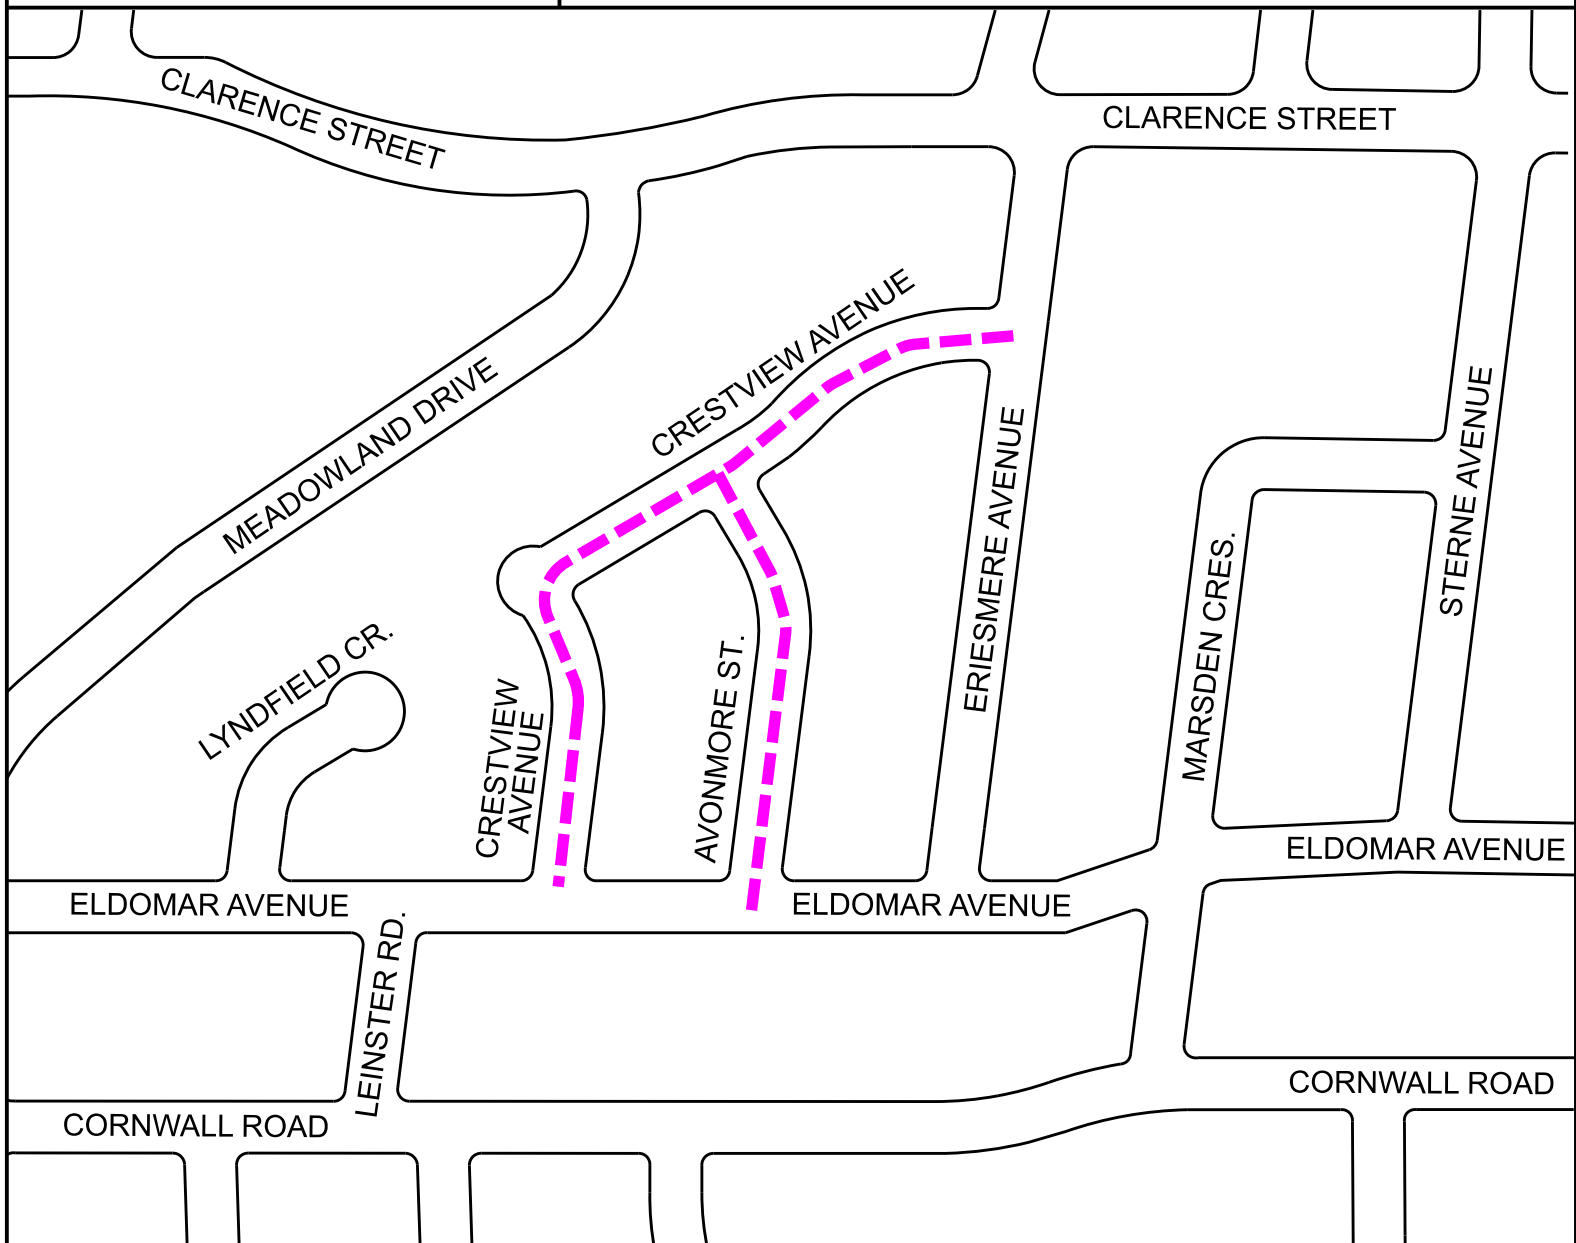 CLARENCE STREET
CLARENCE STREET
CRESTVIEW AVENUE
MEADOWLAND DRIVE
STERNE AVENUE
ERIESMERE AVENUE
MARSDEN CRES.
LYNDFIELD CR.
AVONMORE ST.
CRESTVIEW
AVENUE
ELDOMAR AVENUE
ELDOMAR AVENUE
ELDOMAR AVENUE
LEINSTER RD.
CORNWALL ROAD
CORNWALL ROAD